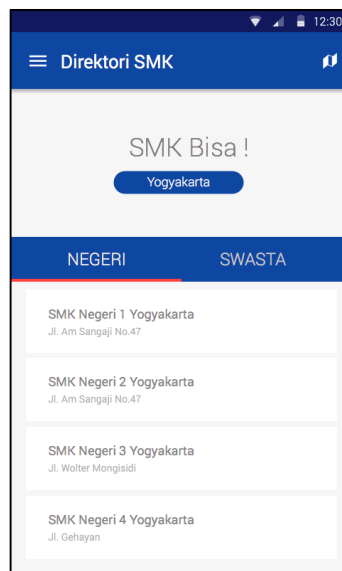 12:30
Direktori SMK
SMK Bisa !
Yogyakarta
NEGERI
SWASTA
SMK Negeri 1 Yogyakarta
Jl. Am Sangaji No.47
SMK Negeri 2 Yogyakarta
Jl. Am Sangaji No.47
SMK Negeri 3 Yogyakarta
Jl. Wolter Mongisidi
SMK Negeri 4 Yogyakarta
Jl. Gehayan